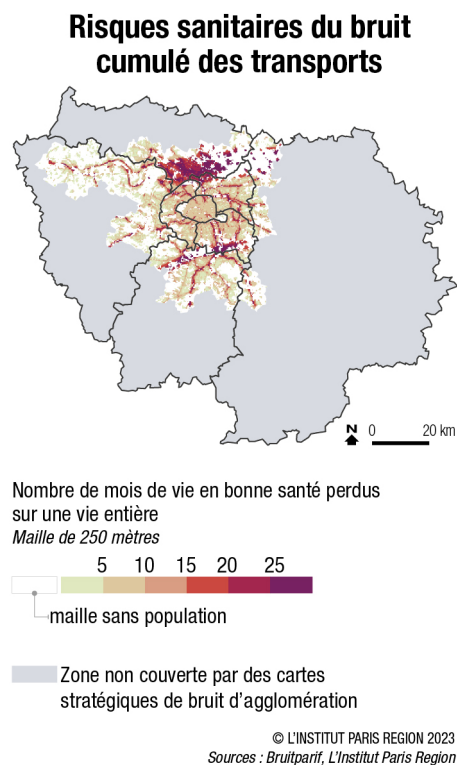 Risques sanitaires du bruit
cumulé des transports
N
0 20 km
Nombre de mois de vie en bonne santé perdus
sur une vie entière
Maille de 250 mètres
5 10 15 20 25
maille sans population
Zone non couverte par des cartes
stratégiques de bruit d’agglomération
© L’INSTITUT PARIS REGION 2023
Sources : Bruitparif, L’Institut Paris Region